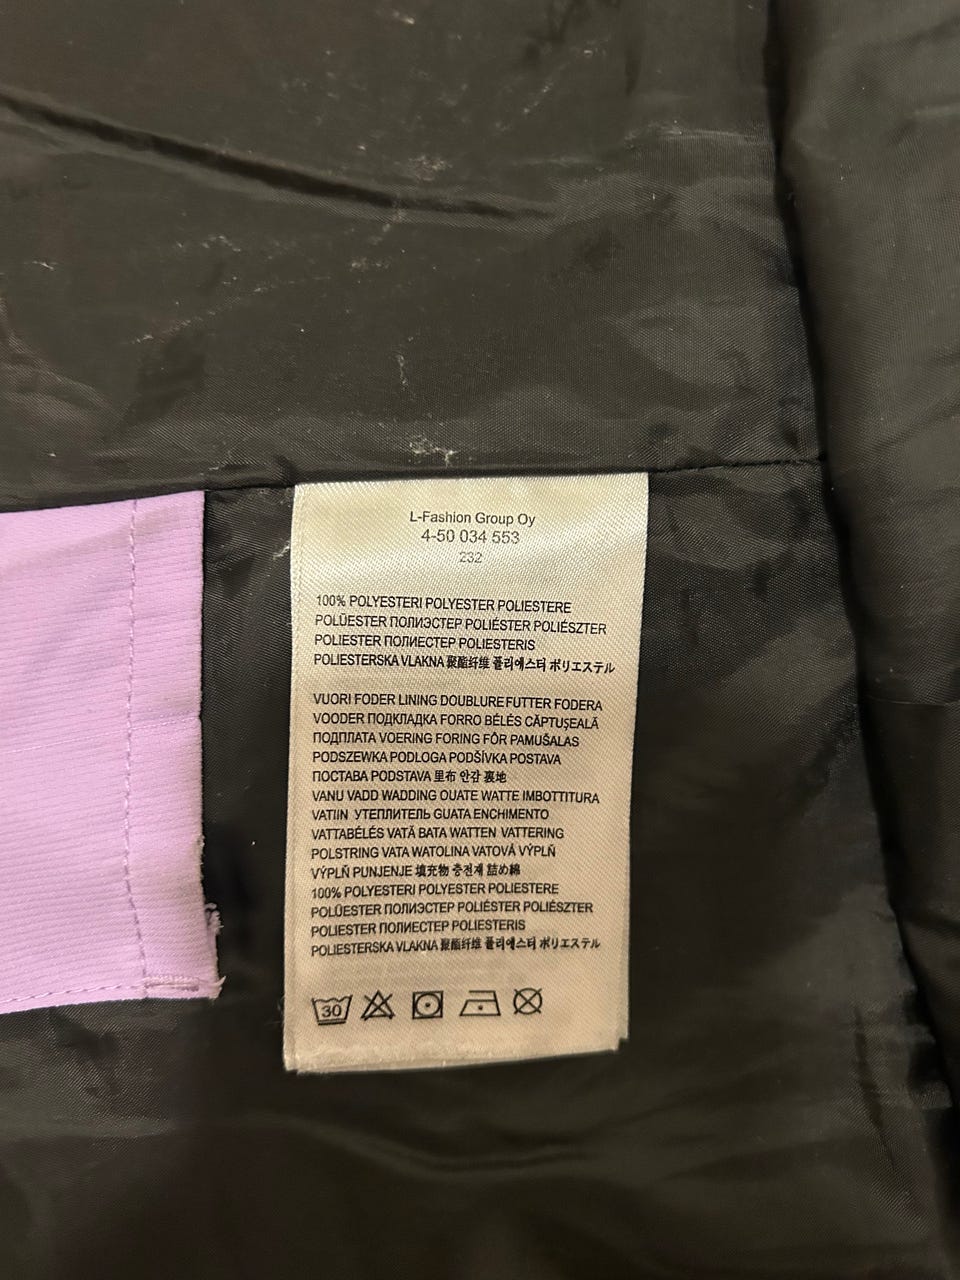 L-Fashion Group Oy
4-50 034 553
232
100% POLYESTERI POLYESTER POLIESTERE
POLÜESTER ПОЛИЭСТЕР POLIÉSTER POLIÉSZTER
POLIESTER ПОЛИЕСТЕР POLIESTERIS
POLIESTERSKA VLAKNA 聚酯纤维 폴리에스터 ポリエステル
VUORI FODER LINING DOUBLURE FUTTER FODERA
VOODER ПОДКЛАДКА FORRO BÉLÉS CĂPTUŞEALĂ
ПОДПЛАТА VOERING FORING FÔR PAMUŠALAS
PODSZEWKA PODLOGA PODŠÍVKA POSTAVA
ПОСТАВА PODSTAVA 里布 안감 裏地
VANU VADD WADDING OUATE WATTE IMBOTTITURA
VATIIN УТЕПЛИТЕЛЬ GUATA ENCHIMENTO
VATTABÉLÉS VATĂ BATA WATTEN VATTERING
POLSTRING VATA WATOLINA VATOVÁ VÝPLŇ
VÝPLŇ PUNJENJE 填充物 충전재 詰め綿
100% POLYESTERI POLYESTER POLIESTERE
POLÜESTER ПОЛИЭСТЕР POLIÉSTER POLIÉSZTER
POLIESTER ПОЛИЕСТЕР POLIESTERIS
POLIESTERSKA VLAKNA 聚酯纤维 폴리에스터 ポリエステル
30